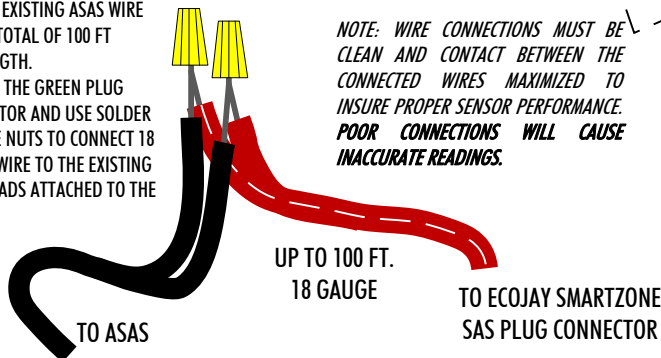 EXISTING ASAS WIRE
TOTAL OF 100 FT
GTH.
THE GREEN PLUG
TOR AND USE SOLDER
E NUTS TO CONNECT 18
WIRE TO THE EXISTING
ADS ATTACHED TO THE
NOTE: WIRE CONNECTIONS MUST BE
CLEAN AND CONTACT BETWEEN THE
CONNECTED WIRES MAXIMIZED TO
INSURE PROPER SENSOR PERFORMANCE.
POOR CONNECTIONS WILL CAUSE
INACCURATE READINGS.
UP TO 100 FT.
18 GAUGE
TO ECOJAY SMARTZONE
SAS PLUG CONNECTOR
TO ASAS